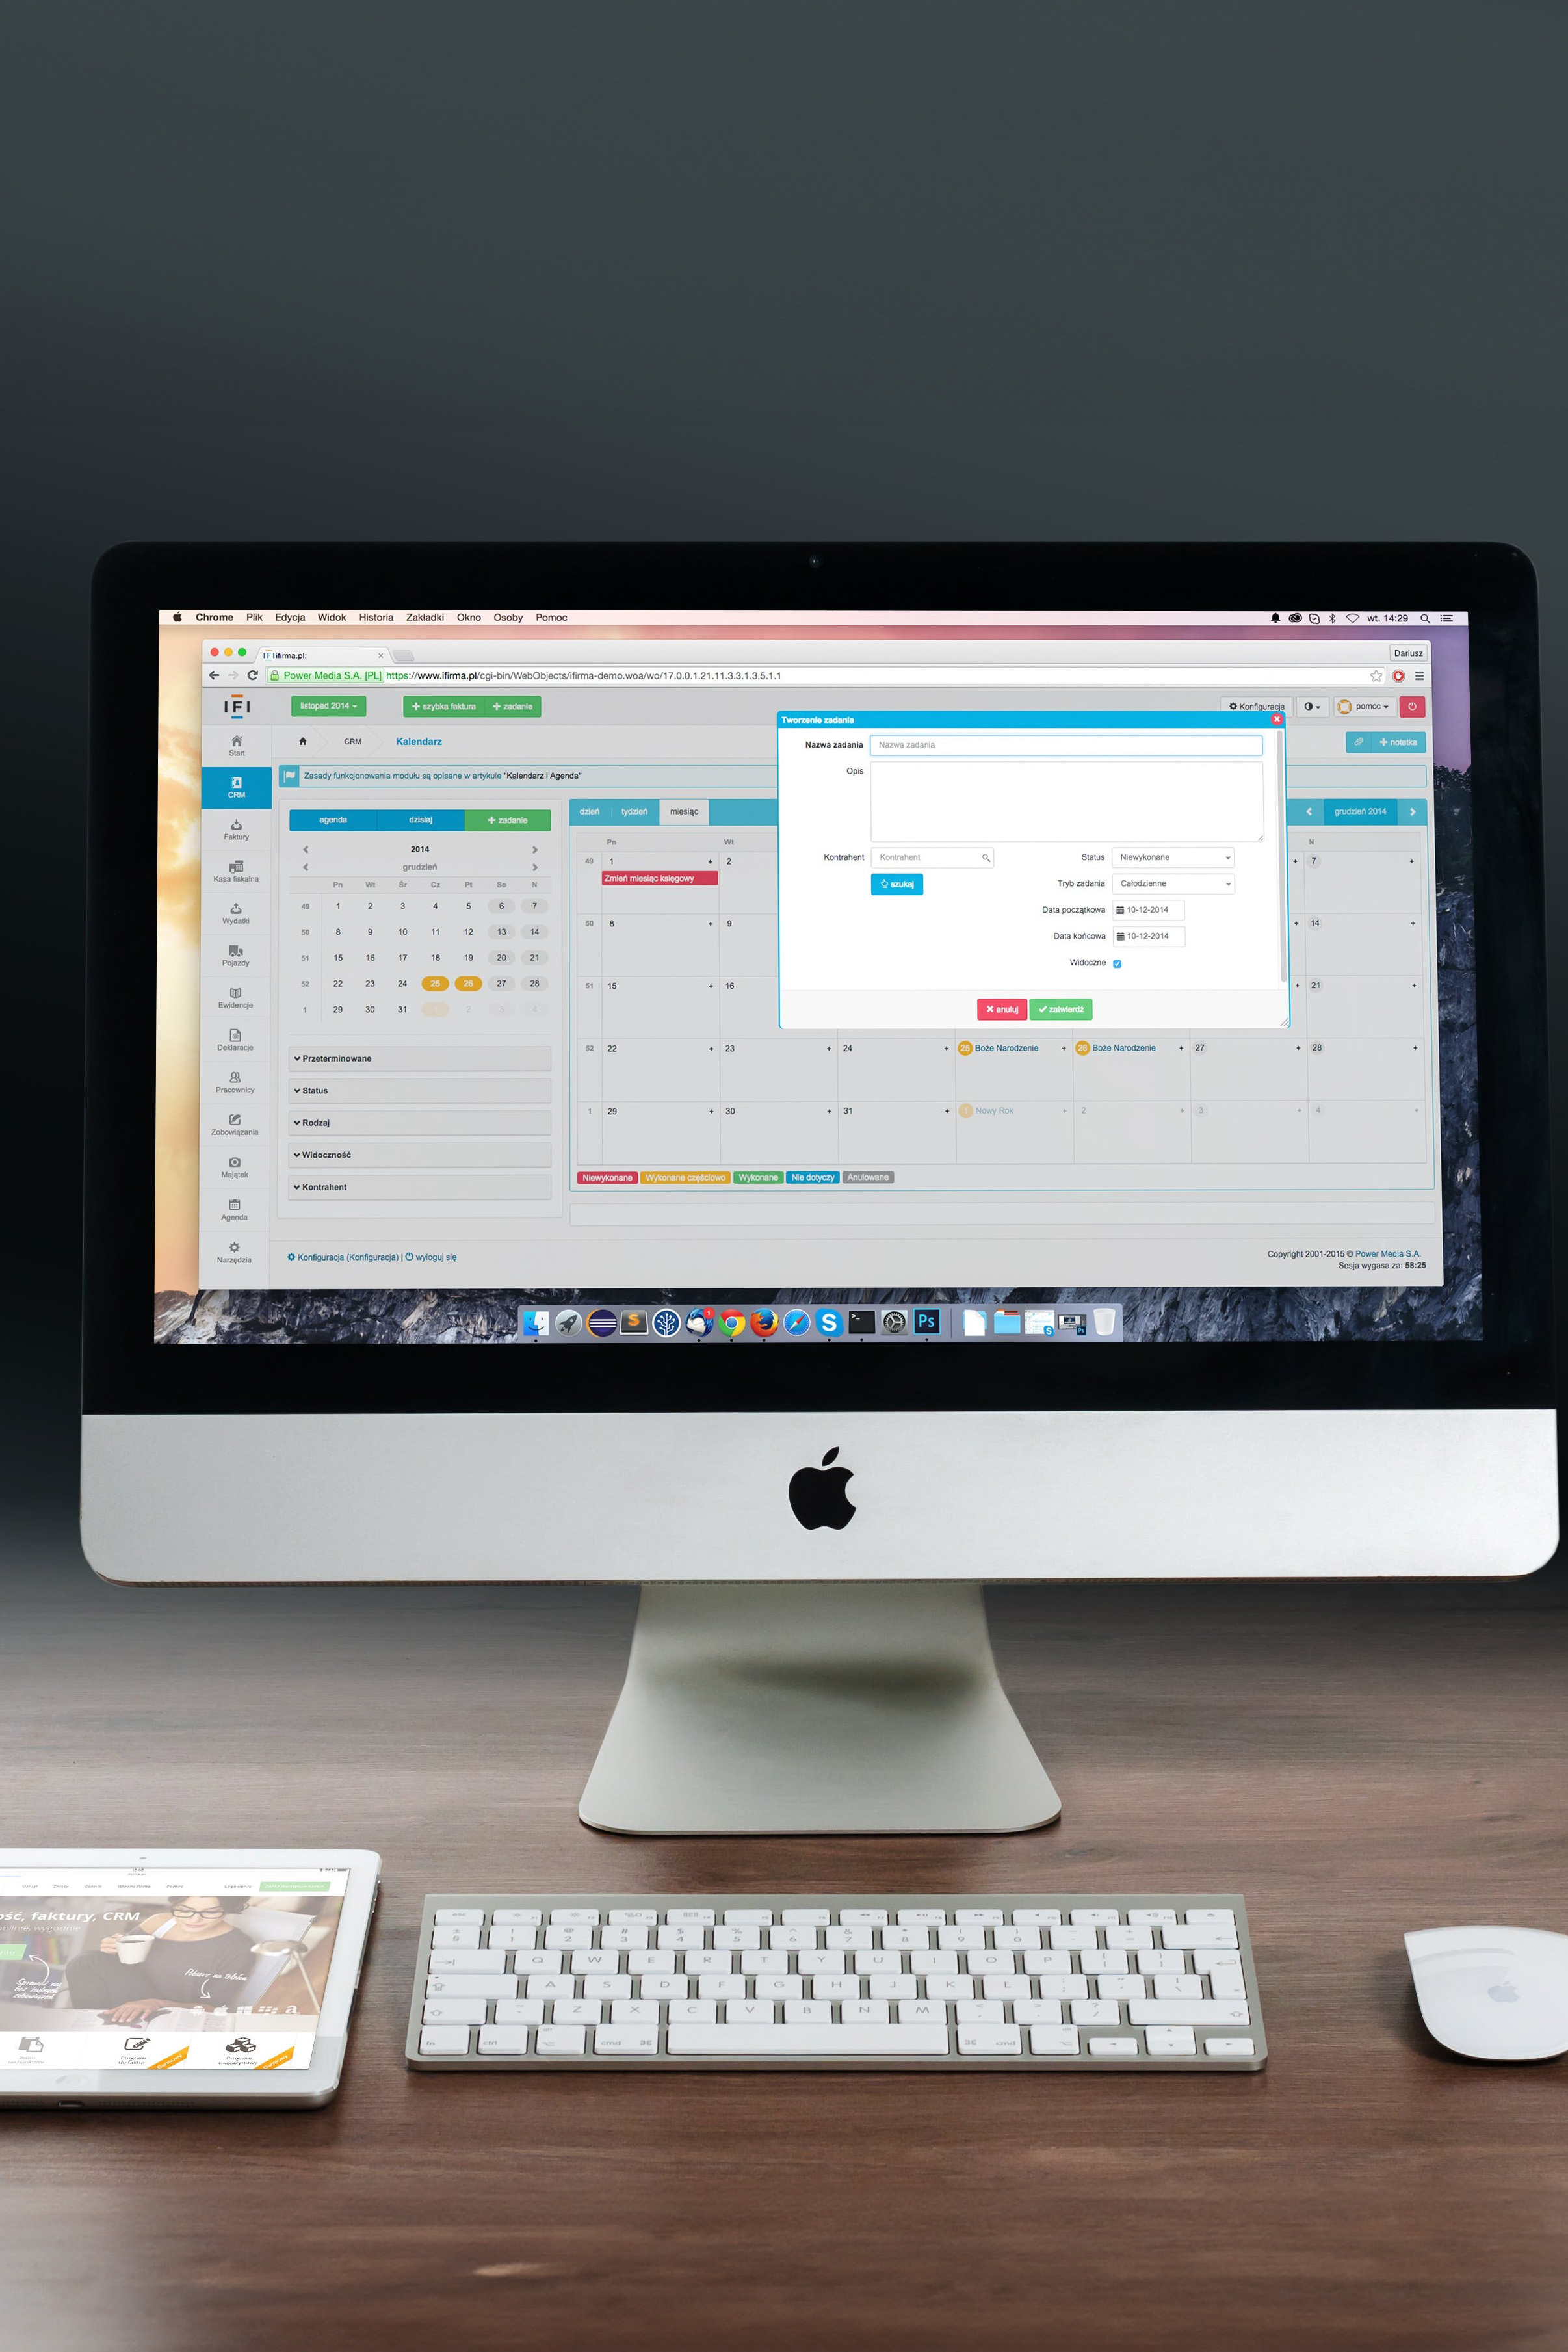 Chrome Plik Edycja Widok Historia Zakładki Okno Osoby Pomoc wt. 14:29
ifirma.pl: Dariusz
Power Media S.A. [PL] https://www.ifirma.pl/cgi-bin/WebObjects/ifirma-demo.woa/wo/17.0.0.1.21.11.3.3.1.3.5.1.1
IFI listopad 2014 + szybka faktura + zadanie Konfiguracja pomoc
Start
CRM Kalendarz + notatka
Zasady funkcjonowania modułu są opisane w artykule "Kalendarz i Agenda"
CRM
Faktury
Kasa fiskalna
Wydatki
Pojazdy
Ewidencje
Deklaracje
Pracownicy
Zobowiązania
Majątek
Agenda
Narzędzia
agenda dzisiaj + zadanie
2014
grudzień
Pn Wt Śr Cz Pt So N
49 1 2 3 4 5 6 7
50 8 9 10 11 12 13 14
51 15 16 17 18 19 20 21
52 22 23 24 25 26 27 28
1 29 30 31 1 2 3 4
Przeterminowane
Status
Rodzaj
Widoczność
Kontrahent
Tworzenie zadania
Nazwa zadania Nazwa zadania
Opis
Kontrahent Kontrahent Status Niewykonane
szukaj Tryb zadania Całodzienne
Data początkowa 10-12-2014
Data końcowa 10-12-2014
Widoczne
anuluj zatwierdź
dzień tydzień miesiąc grudzień 2014
Pn Wt N
49 1 + 2 + 7 +
Zmień miesiąc księgowy
50 8 + 9 + 14 +
51 15 + 16 + 21 +
52 22 + 23 + 24 + 25 Boże Narodzenie + 26 Boże Narodzenie + 27 + 28 +
1 29 + 30 + 31 + 1 Nowy Rok + 2 + 3 + 4 +
Niewykonane Wykonane częściowo Wykonane Nie dotyczy Anulowane
Konfiguracja (Konfiguracja) | wyloguj się
Copyright 2001-2015 © Power Media S.A.
Sesja wygasa za: 58:25
S 1 S Ps
ość, faktury, CRM
Q W E R T Y U I O P
A S D F G H J K L
Z X C V B N M
fn ctrl cmd cmd